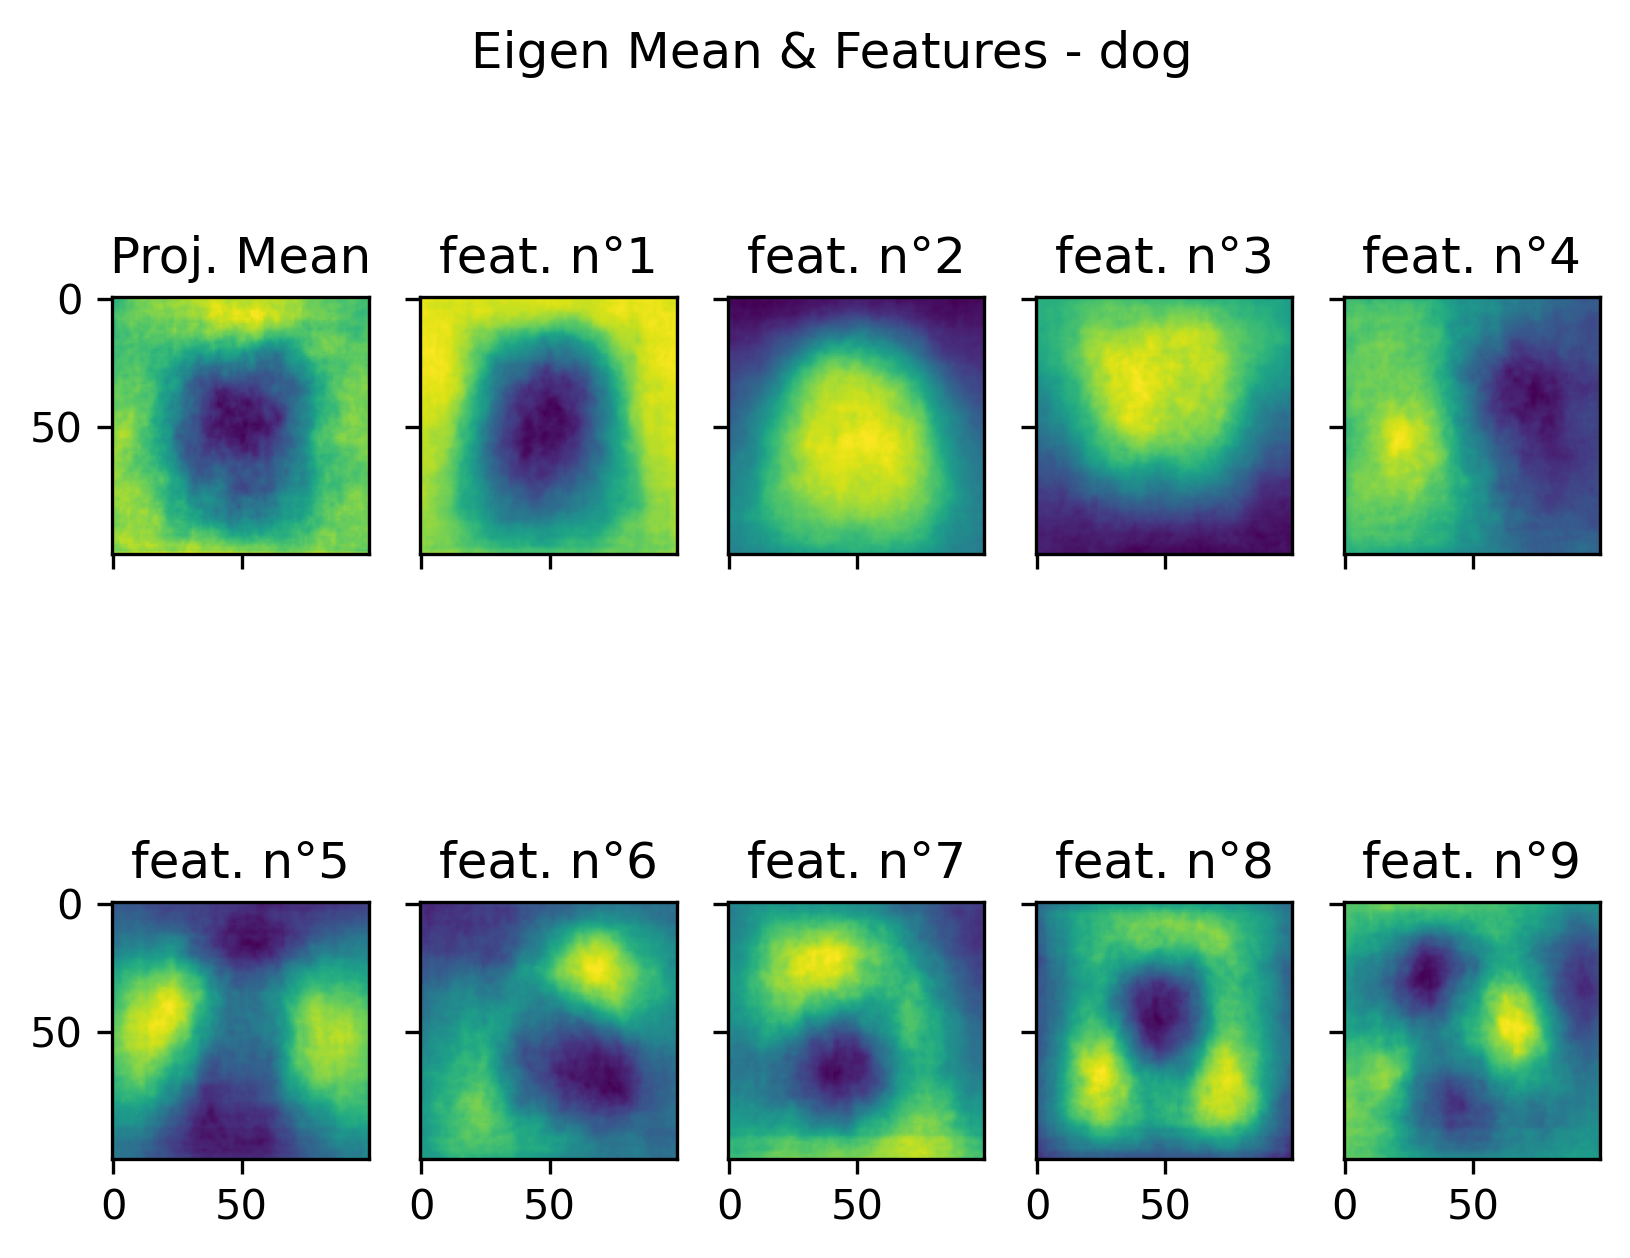 Eigen Mean & Features - dog
Proj. Mean feat. n°1 feat. n°2 feat. n°3 feat. n°4
0
50
feat. n°5 feat. n°6 feat. n°7 feat. n°8 feat. n°9
0
50
0 50 0 50 0 50 0 50 0 50